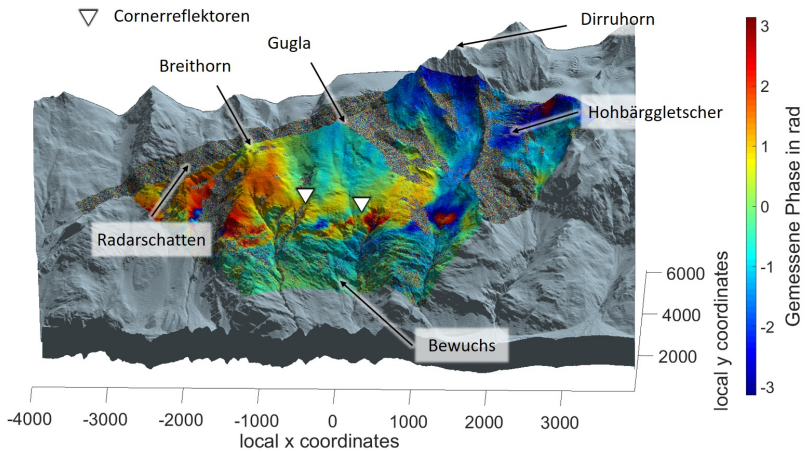 Cornerreflektoren
Dirruhorn
Gugla
Breithorn
Hohbärggletscher
Radarschatten
Bewuchs
6000
4000
2000
local y coordinates
-4000 -3000 -2000 -1000 0 1000 2000 3000
local x coordinates
3
2
1
0
-1
-2
-3
Gemessene Phase in rad